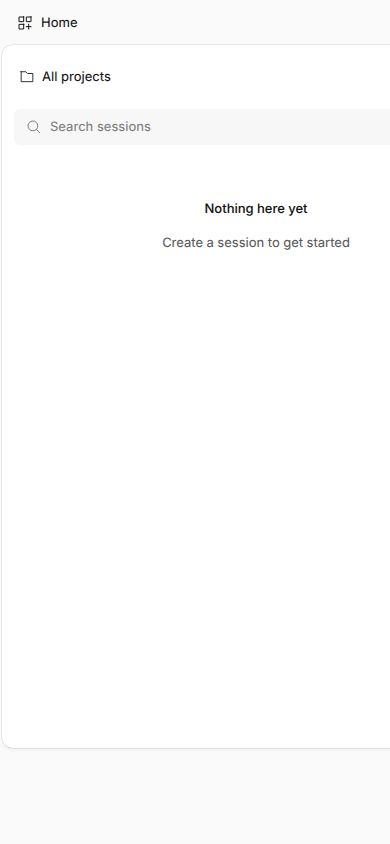 Home
All projects
Search sessions
Nothing here yet
Create a session to get started